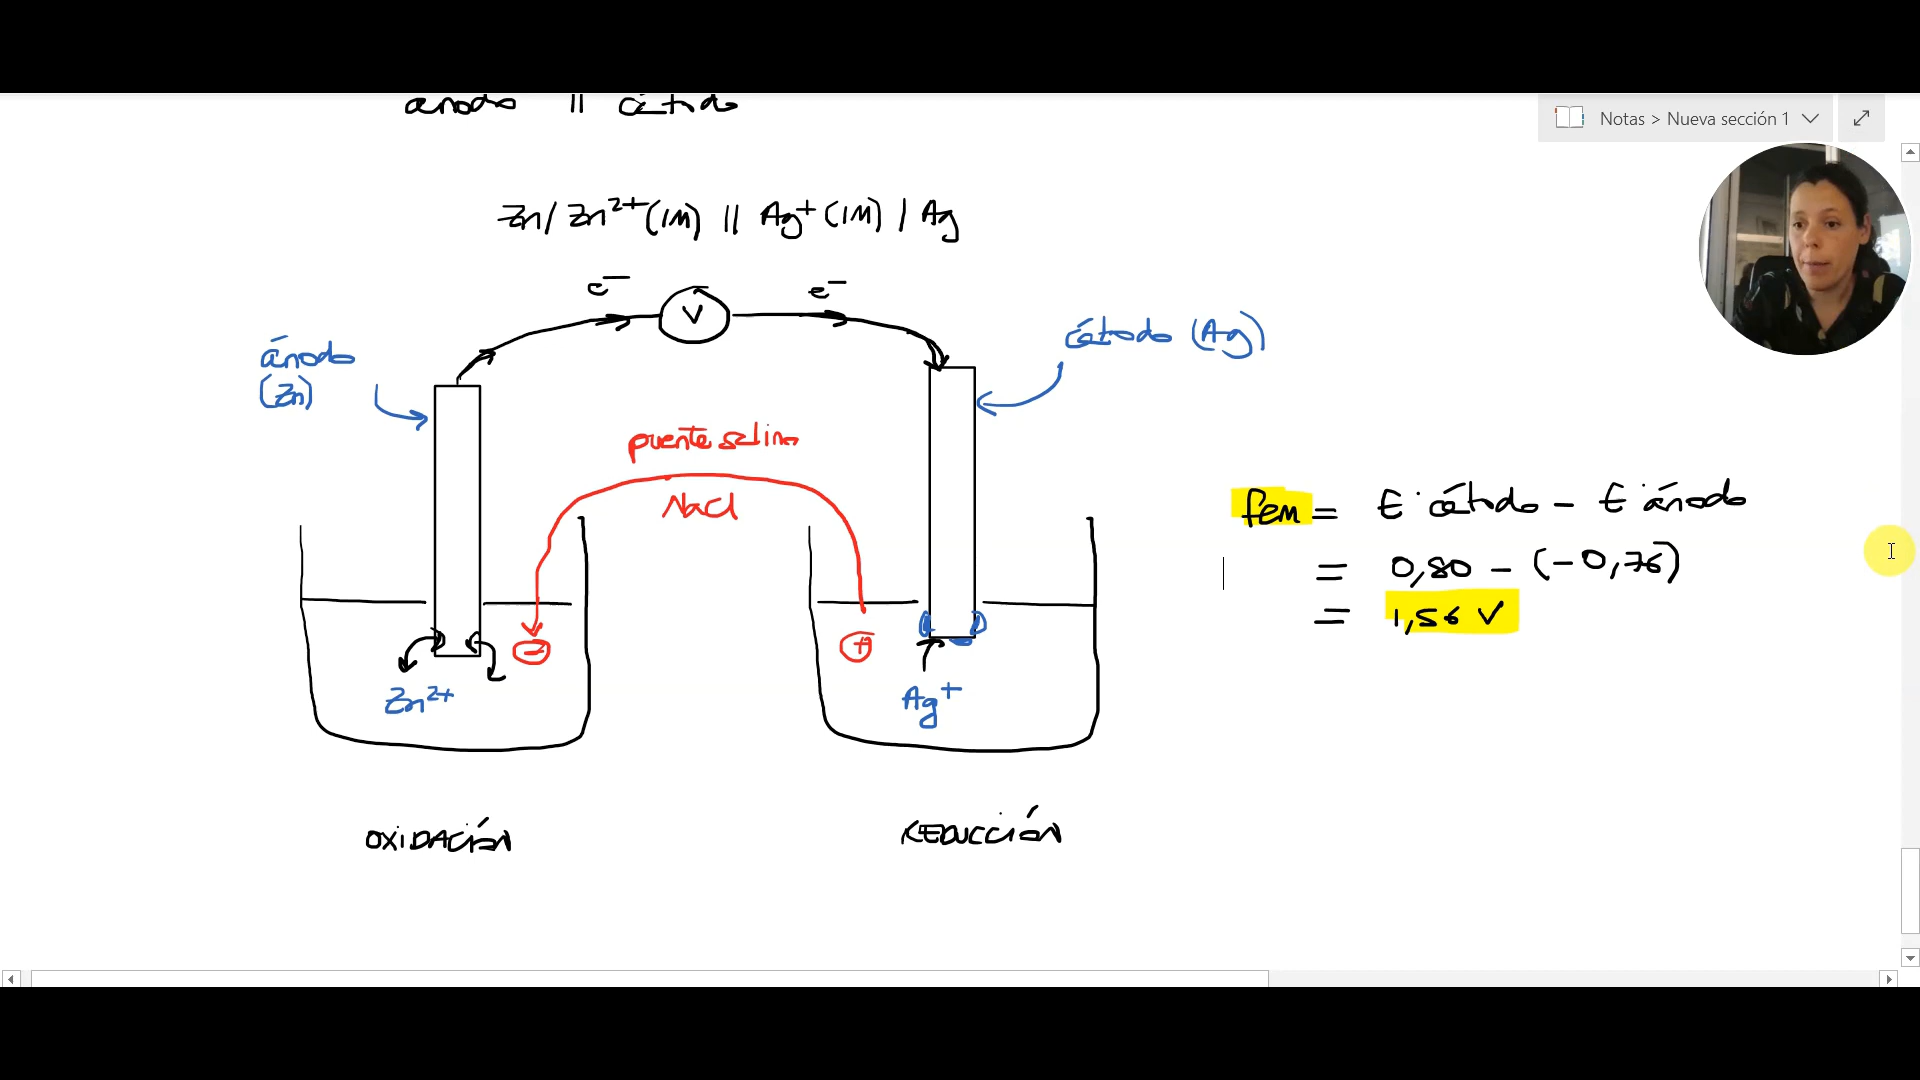 ánodo || cátodo
Notas > Nueva sección 1
Zn/Zn²⁺(1M) || Ag⁺(1M) / Ag
e⁻
e⁻
V
ánodo
(Zn)
cátodo (Ag)
puente salino
NaCl
fem = E° cátodo - E° ánodo
= 0,80 - (-0,76)
= 1,56 V
-
+
Zn²⁺
Ag⁺
OXIDACIÓN
REDUCCIÓN